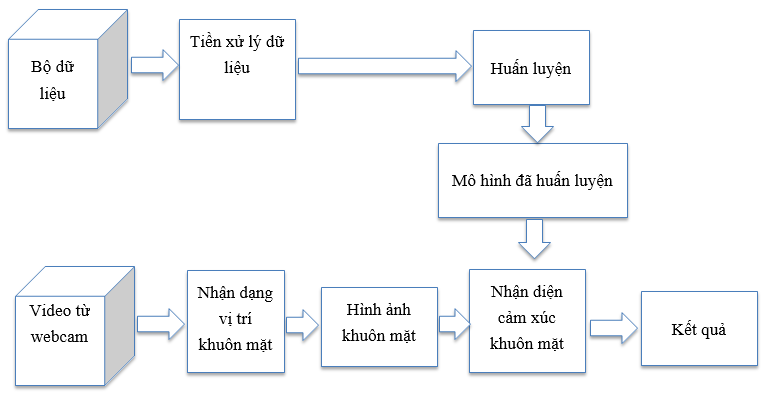 Bộ dữ
liệu
Tiền xử lý dữ
liệu
Huấn luyện
Mô hình đã huấn luyện
Video từ
webcam
Nhận dạng
vị trí
khuôn mặt
Hình ảnh
khuôn mặt
Nhận diện
cảm xúc
khuôn mặt
Kết quả